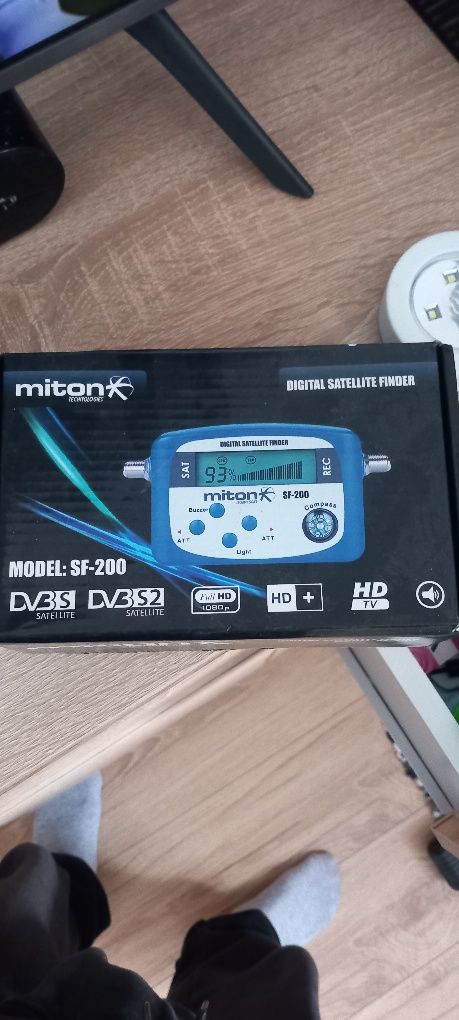 miton
TECHNOLOGIES
DIGITAL SATELLITE FINDER
DIGITAL SATELLITE FINDER
SAT
93%
REC
miton
SF-200
Buzzer
Compass
ATT
ATT
Light
MODEL: SF-200
DVB S
SATELLITE
DVB S2
SATELLITE
Full HD
1080p
HD +
HD
TV